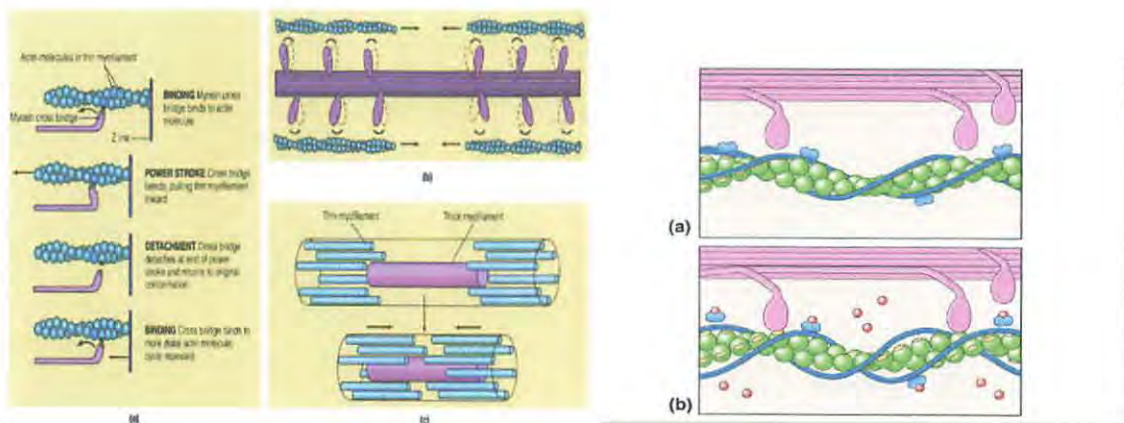 Actin molecules in thin myofilament
Myosin cross bridge
Z line
BINDING Myosin cross
bridge binds to actin
molecule
POWER STROKE Cross bridge
bends, pulling thin myofilament
inward
DETACHMENT Cross bridge
detaches at end of power
stroke and returns to original
conformation
BINDING Cross bridge binds to
more distal actin molecule,
cycle repeated
(a)
(b)
Thin myofilament
Thick myofilament
(c)
(a)
(b)